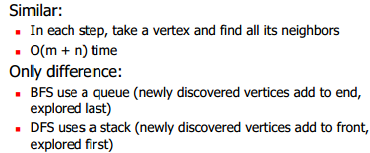 Similar:
▪ In each step, take a vertex and find all its neighbors
▪ O(m + n) time
Only difference:
▪ BFS use a queue (newly discovered vertices add to end,
explored last)
▪ DFS uses a stack (newly discovered vertices add to front,
explored first)